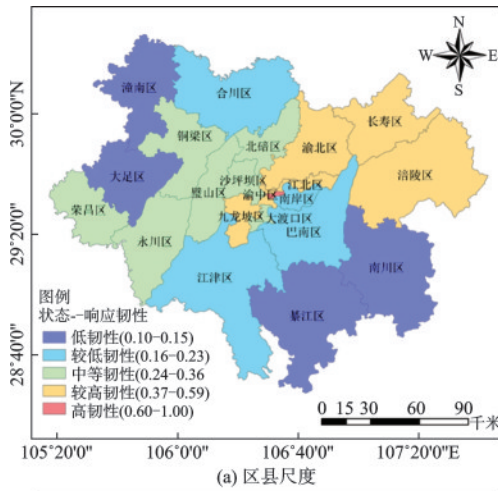 N
W E
S
30°00'0"N
29°20'0"
28°40'0"
潼南区
合川区
长寿区
铜梁区
北碚区
渝北区
涪陵区
大足区
沙坪坝区
江北区
璧山区
渝中区
南岸区
荣昌区
九龙坡区
大渡口区
永川区
巴南区
江津区
南川区
綦江区
图例
状态-–响应韧性
低韧性(0.10-0.15)
较低韧性(0.16-0.23)
中等韧性(0.24-0.36
较高韧性(0.37-0.59)
高韧性(0.60-1.00)
0 15 30 60 90
千米
105°20'0"E
106°0'0"
106°40'0"
107°20'0"E
(a) 区县尺度